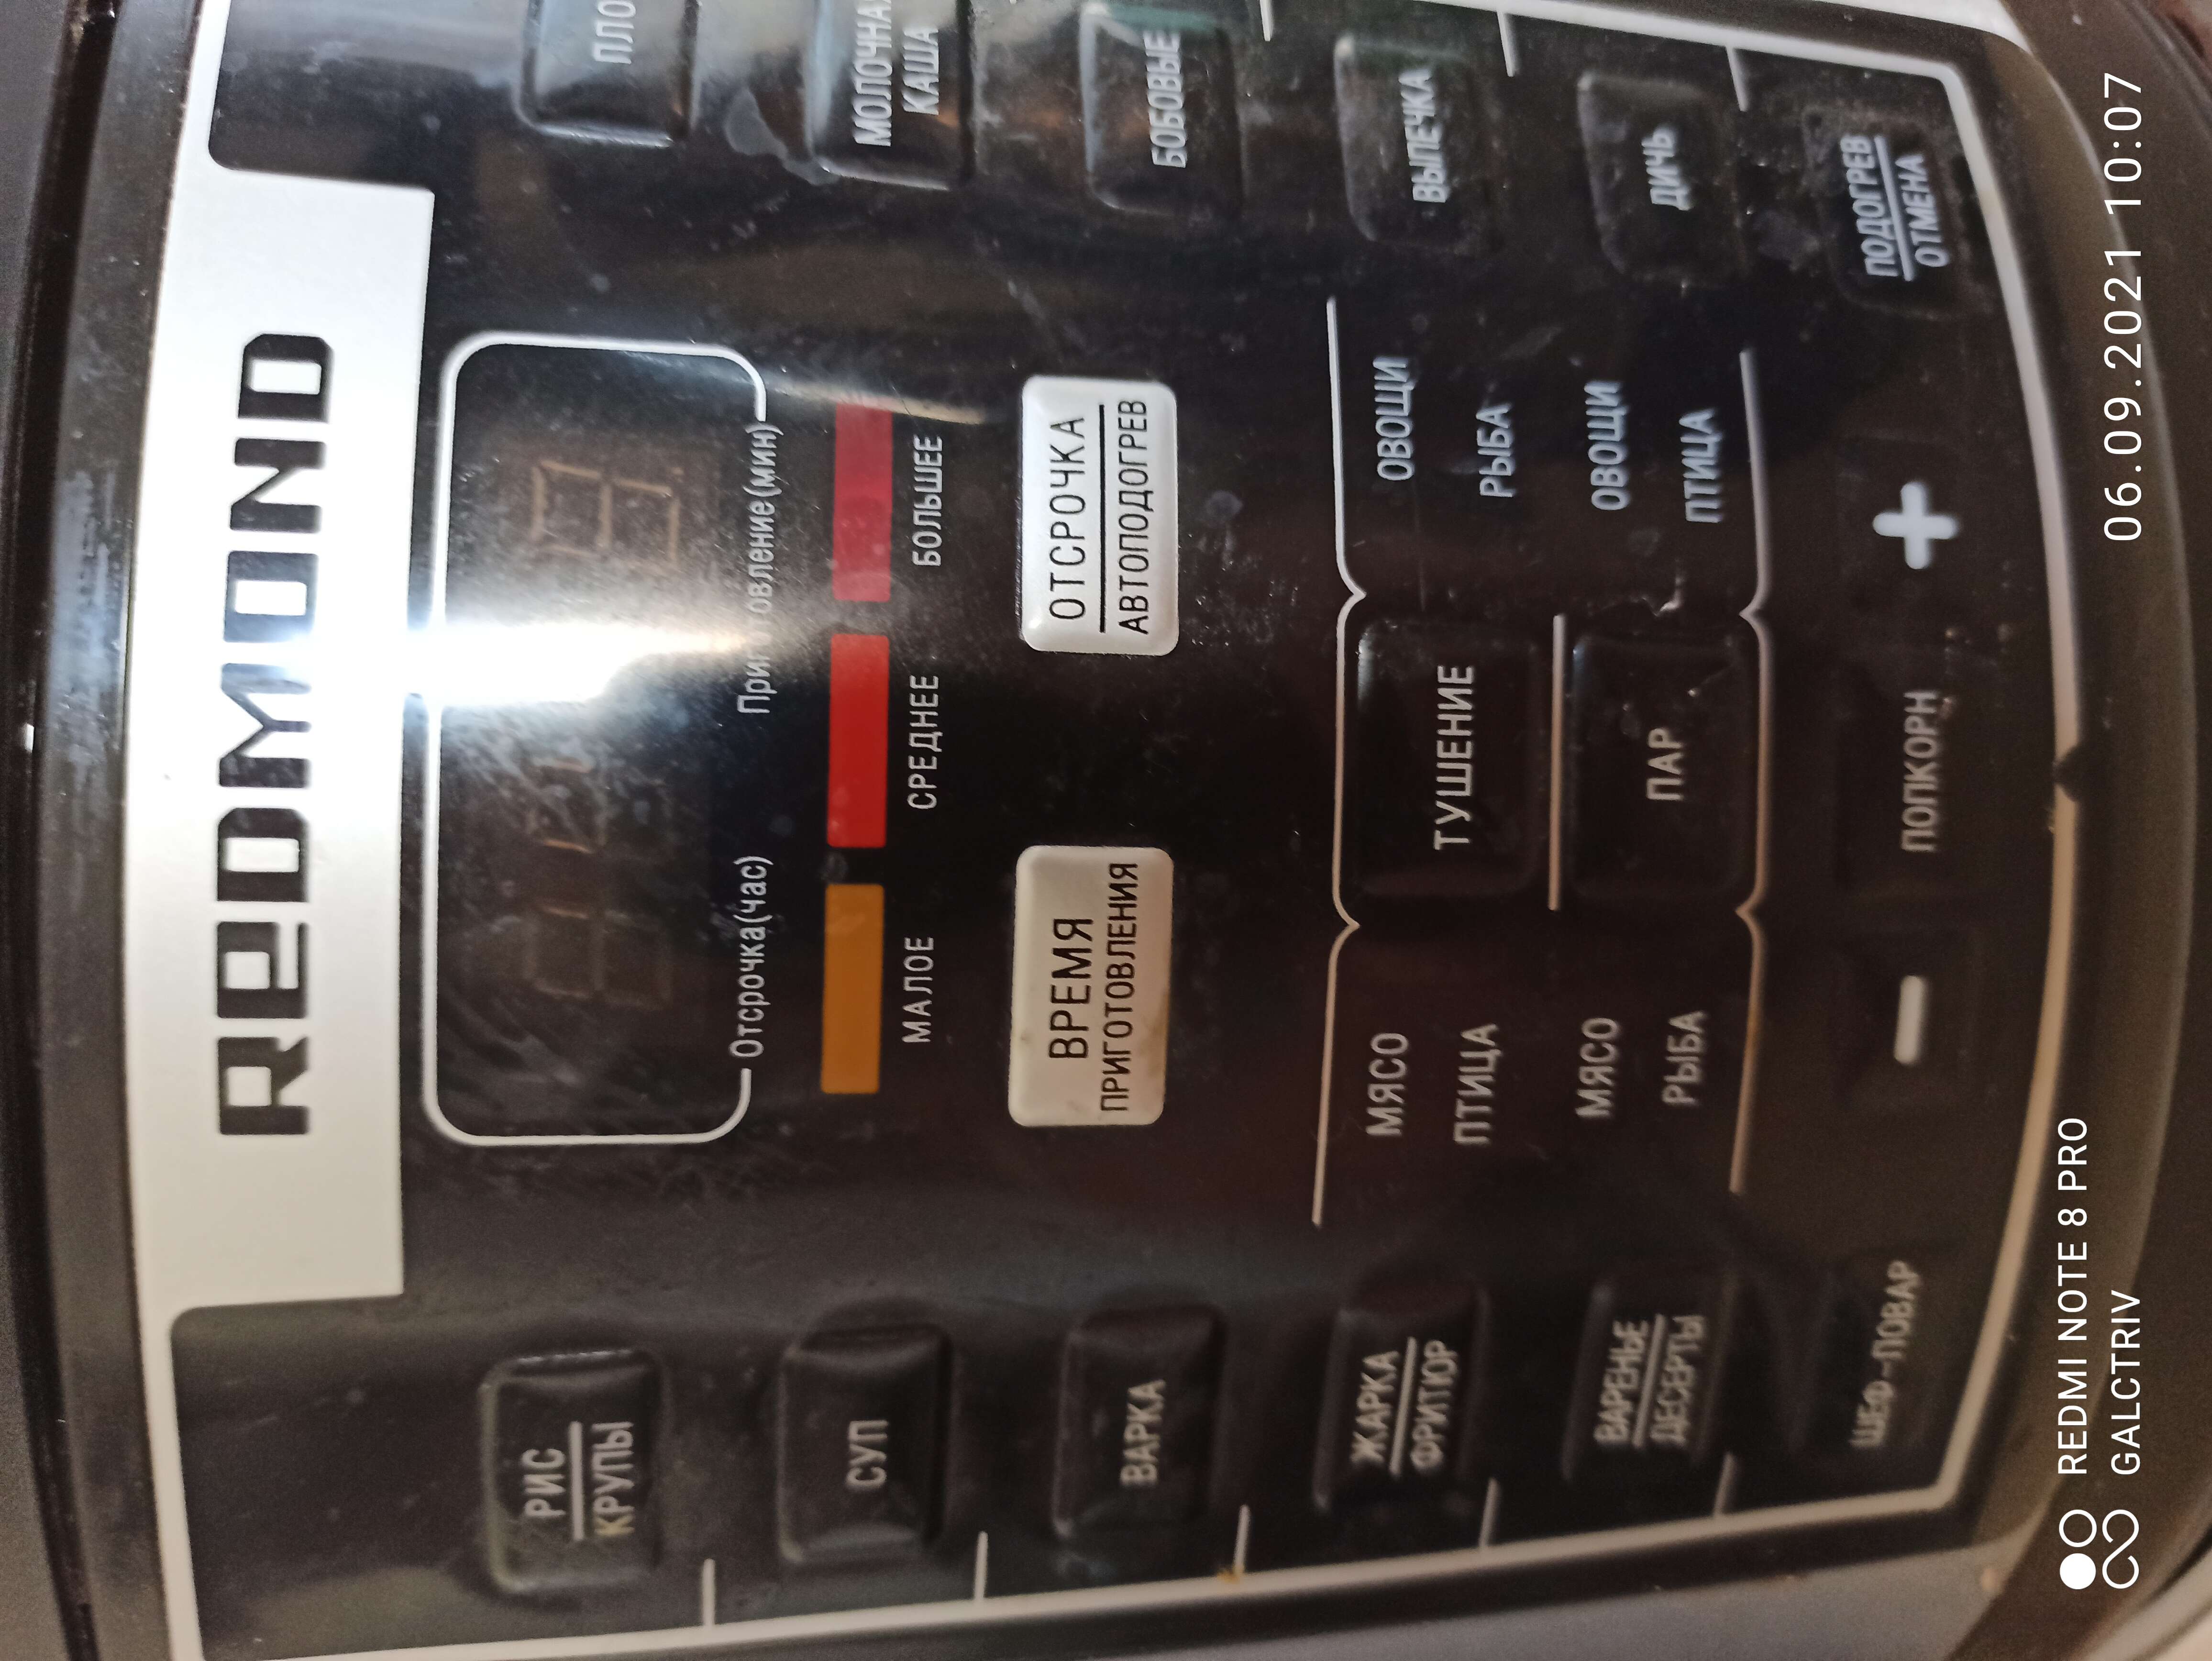 REDMOND
Отсрочка(час)
МАЛОЕ
СРЕДНЕЕ
БОЛЬШЕЕ
ВРЕМЯ
ПРИГОТОВЛЕНИЯ
ОТСРОЧКА
АВТОПОДОГРЕВ
РИС
КРУПЫ
СУП
ВАРКА
ЖАРКА
ФРИТЮР
ВАРЕНЬЕ
ДЕСЕРТЫ
ШЕФ-ПОВАР
МЯСО
ПТИЦА
ТУШЕНИЕ
ОВОЩИ
РЫБА
МЯСО
РЫБА
ПАР
ОВОЩИ
ПТИЦА
-
ПОПКОРН
+
МОЛОЧНАЯ
КАША
БОБОВЫЕ
ВЫПЕЧКА
ДИЧЬ
ПОДОГРЕВ
ОТМЕНА
REDMI NOTE 8 PRO
GALCTRIV
06.09.2021 10:07